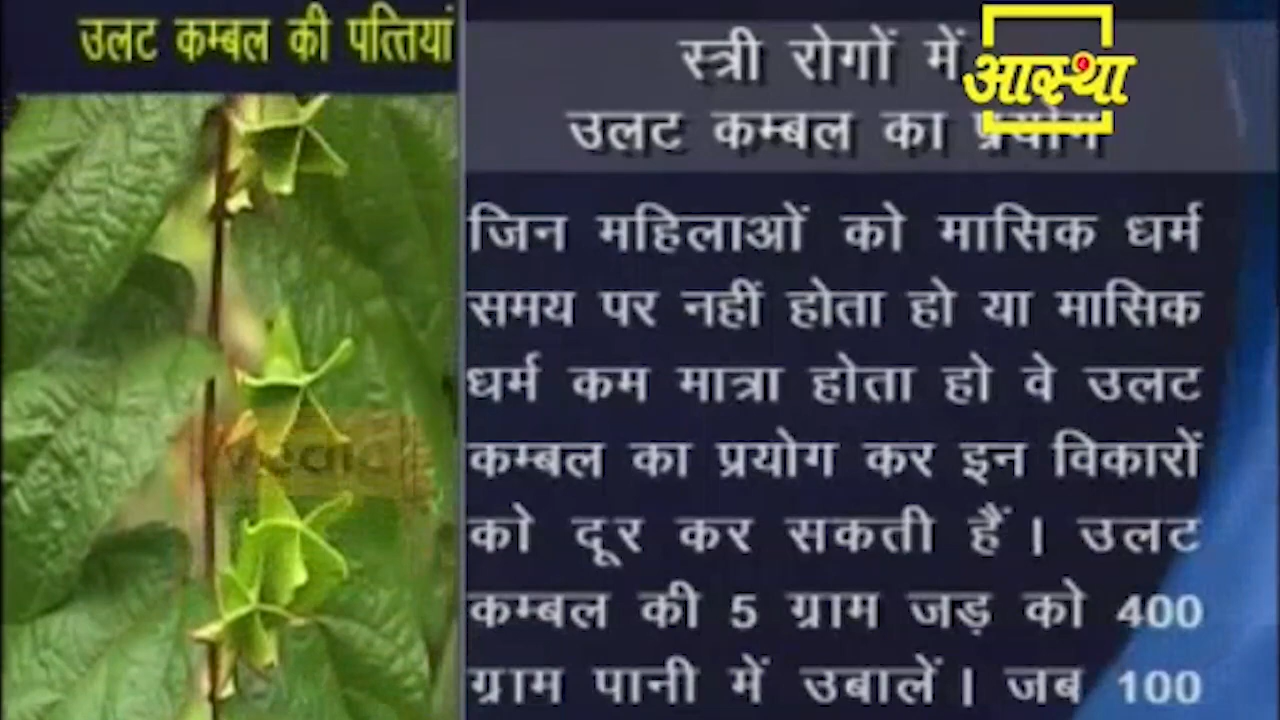 उलट कम्बल की पत्तियां
स्त्री रोगों में
आस्था
उलट कम्बल का प्रयोग
जिन महिलाओं को मासिक धर्म
समय पर नहीं होता हो या मासिक
धर्म कम मात्रा होता हो वे उलट
कम्बल का प्रयोग कर इन विकारों
को दूर कर सकती हैं। उलट
कम्बल की 5 ग्राम जड़ को 400
ग्राम पानी में उबालें। जब 100